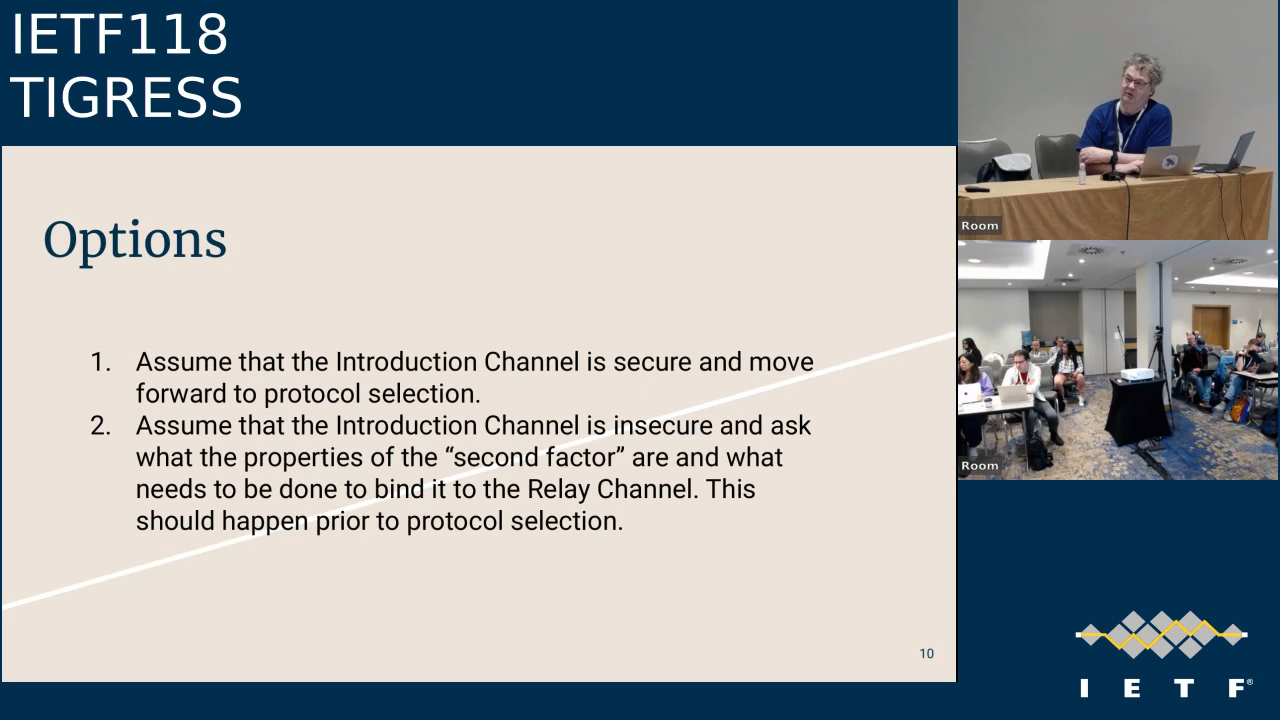 IETF118
TIGRESS
Options
1. Assume that the Introduction Channel is secure and move
forward to protocol selection.
2. Assume that the Introduction Channel is insecure and ask
what the properties of the “second factor” are and what
needs to be done to bind it to the Relay Channel. This
should happen prior to protocol selection.
10
Room
Room
I E T F®